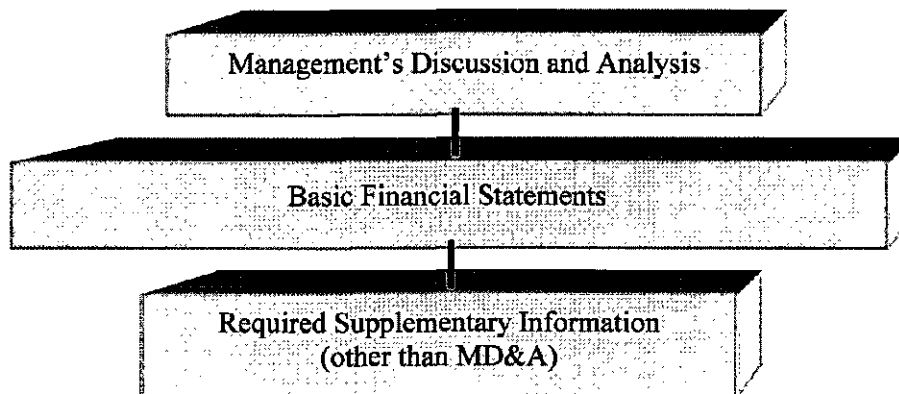 Management's Discussion and Analysis
Basic Financial Statements
Required Supplementary Information
(other than MD&A)